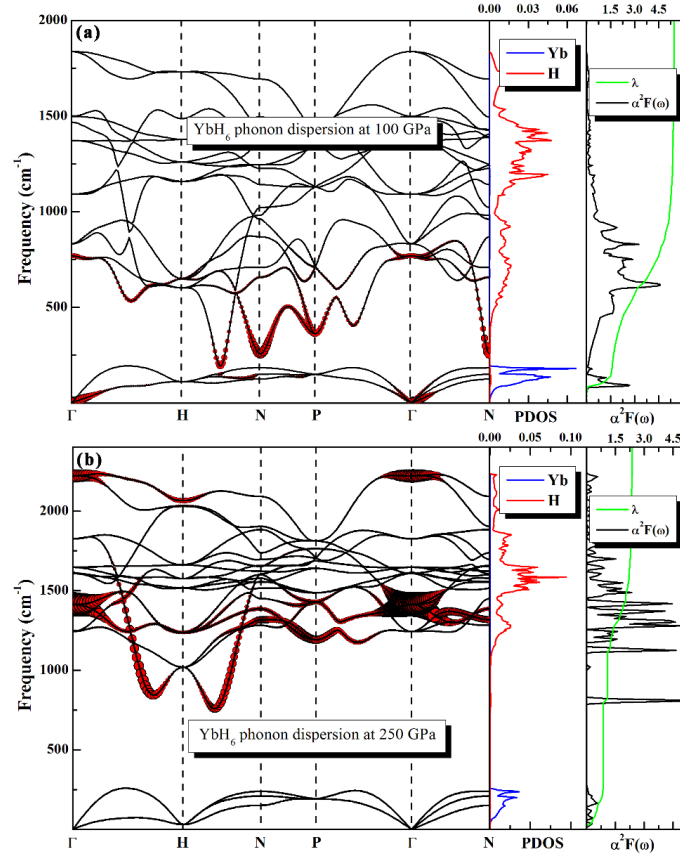 0.00 0.03 0.06
1.5 3.0 4.5
2000
(a)
Yb
H
λ
α²F(ω)
1500
YbH₆ phonon dispersion at 100 GPa
1000
500
Frequency (cm⁻¹)
Γ H N P Γ N
PDOS
α²F(ω)
0.00 0.05 0.10
1.5 3.0 4.5
(b)
Yb
H
λ
α²F(ω)
2000
1500
1000
YbH₆ phonon dispersion at 250 GPa
500
Frequency (cm⁻¹)
Γ H N P Γ N
PDOS
α²F(ω)